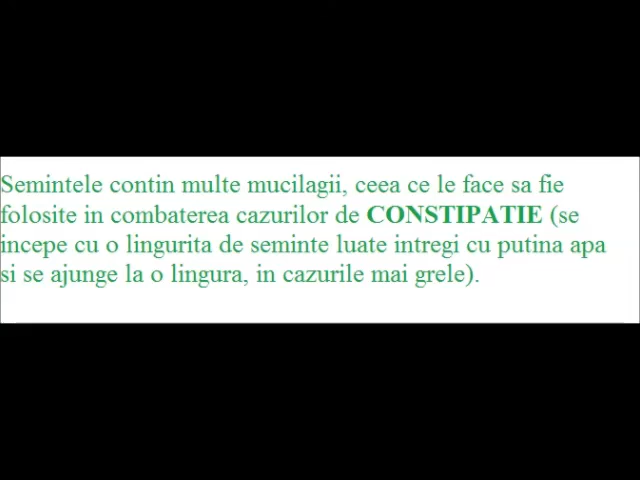 Semintele contin multe mucilagii, ceea ce le face sa fie
folosite in combaterea cazurilor de CONSTIPATIE (se
incepe cu o lingurita de seminte luate intregi cu putina apa
si se ajunge la o lingura, in cazurile mai grele).